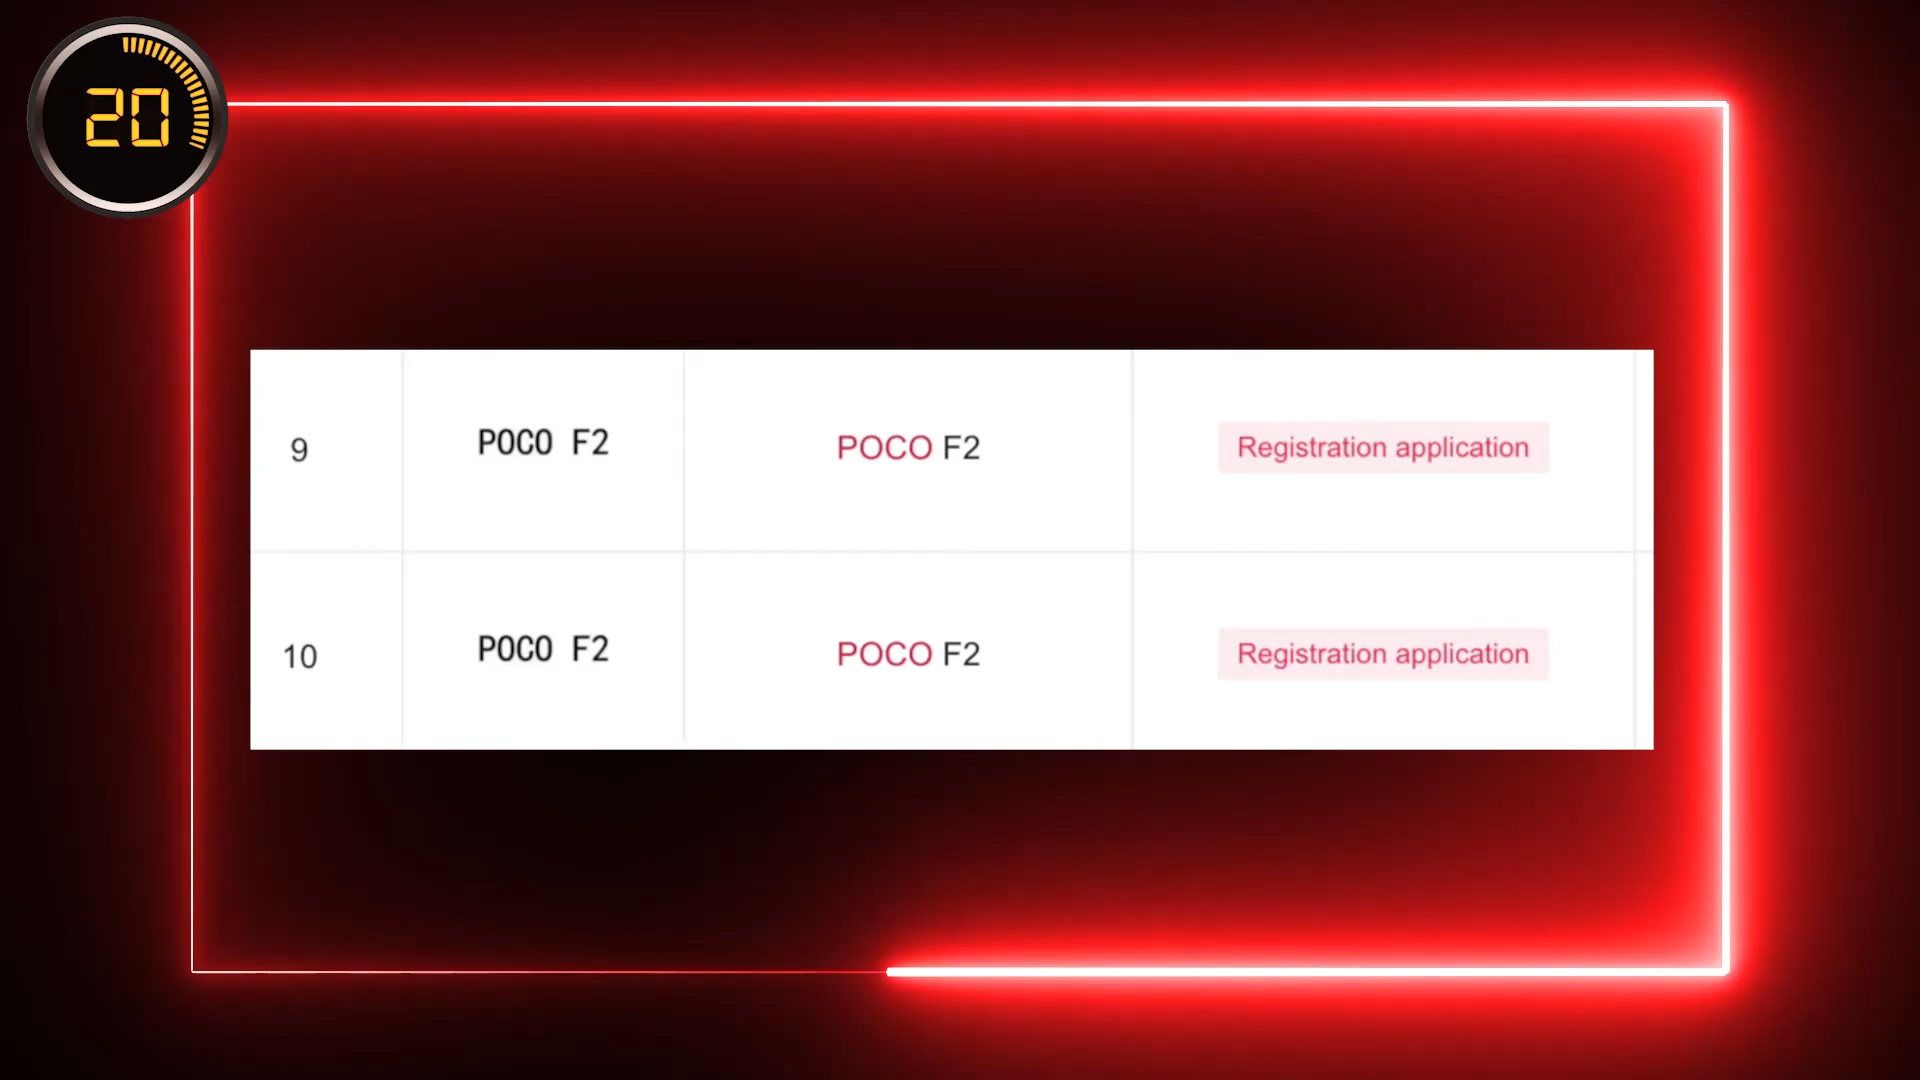 20
9 POCO F2 POCO F2 Registration application
10 POCO F2 POCO F2 Registration application